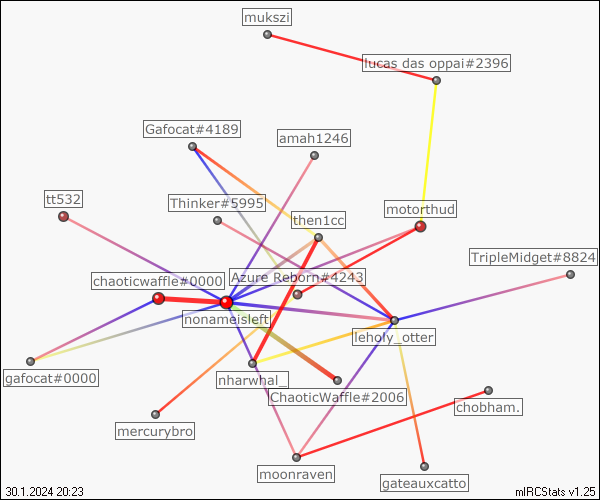 mukszi
lucas das oppai#2396
Gafocat#4189
amah1246
tt532
Thinker#5995
motorthud
then1cc
TripleMidget#8824
chaoticwaffle#0000
Azure Reborn#4243
nonameisleft
leholy_otter
gafocat#0000
nharwhal_
ChaoticWaffle#2006
chobham.
mercurybro
moonraven
gateauxcatto
30.1.2024 20:23
mIRCStats v1.25